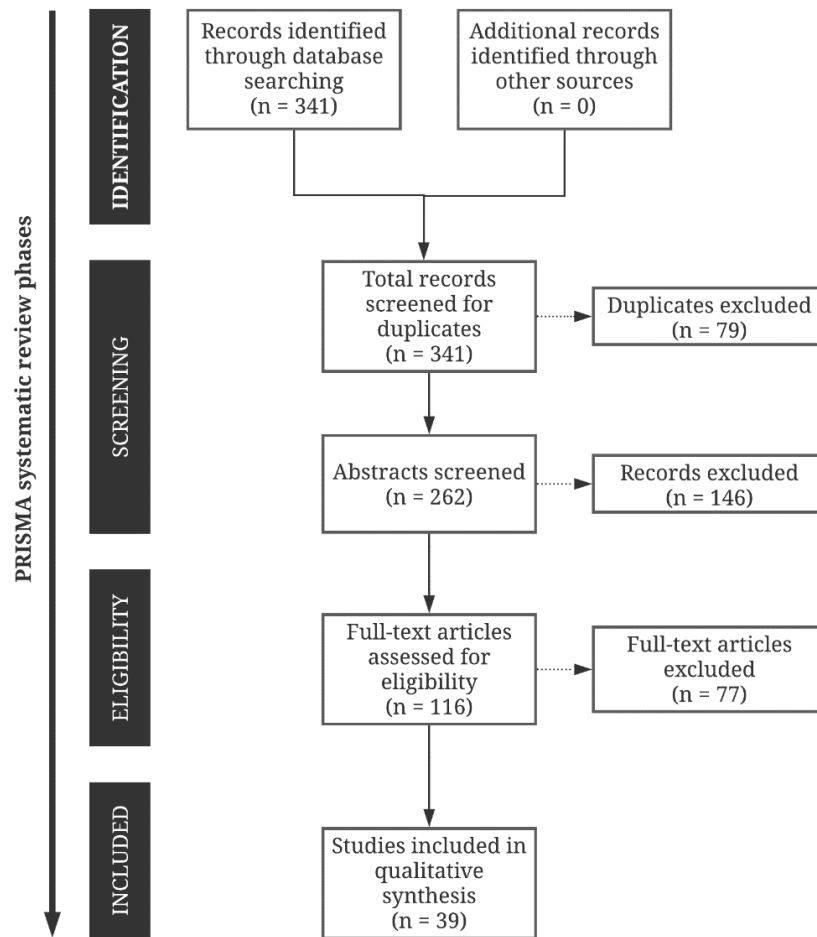 PRISMA systematic review phases
IDENTIFICATION
Records identified
through database
searching
(n = 341)
Additional records
identified through
other sources
(n = 0)
SCREENING
Total records
screened for
duplicates
(n = 341)
Duplicates excluded
(n = 79)
Abstracts screened
(n = 262)
Records excluded
(n = 146)
ELIGIBILITY
Full-text articles
assessed for
eligibility
(n = 116)
Full-text articles
excluded
(n = 77)
INCLUDED
Studies included in
qualitative
synthesis
(n = 39)